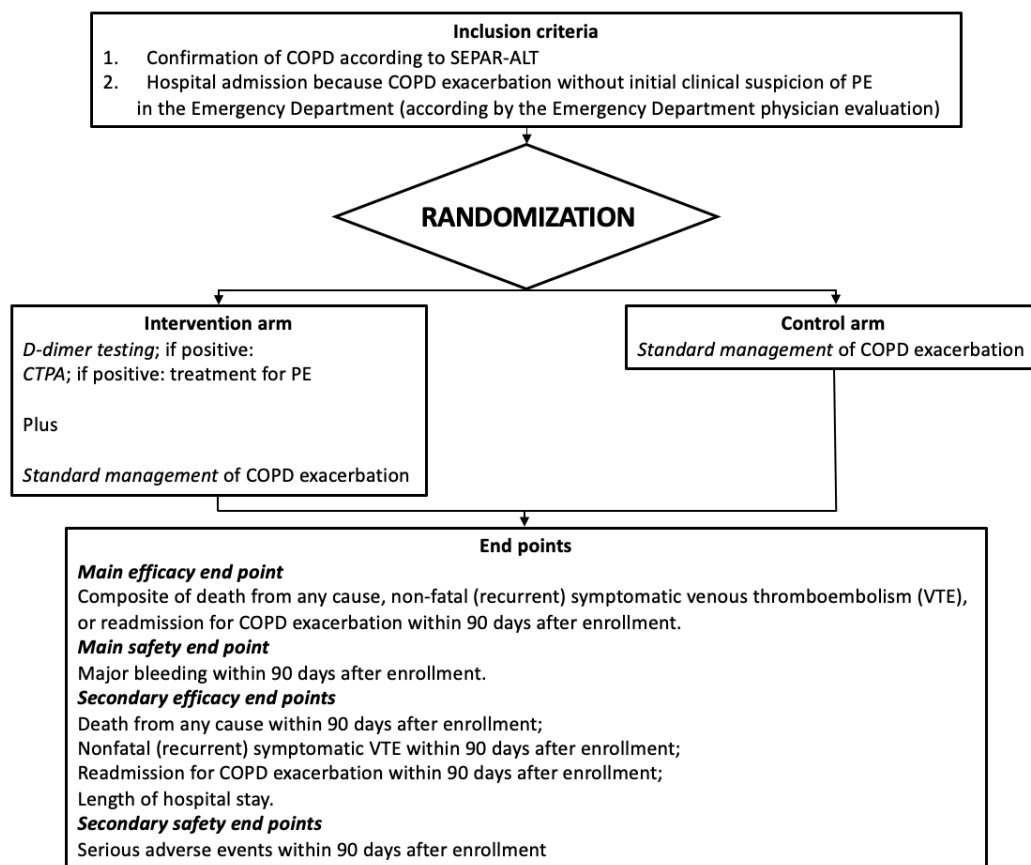 Inclusion criteria
1. Confirmation of COPD according to SEPAR-ALT
2. Hospital admission because COPD exacerbation without initial clinical suspicion of PE
in the Emergency Department (according by the Emergency Department physician evaluation)
RANDOMIZATION
Intervention arm
D-dimer testing; if positive:
CTPA; if positive: treatment for PE
Plus
Standard management of COPD exacerbation
Control arm
Standard management of COPD exacerbation
End points
Main efficacy end point
Composite of death from any cause, non-fatal (recurrent) symptomatic venous thromboembolism (VTE),
or readmission for COPD exacerbation within 90 days after enrollment.
Main safety end point
Major bleeding within 90 days after enrollment.
Secondary efficacy end points
Death from any cause within 90 days after enrollment;
Nonfatal (recurrent) symptomatic VTE within 90 days after enrollment;
Readmission for COPD exacerbation within 90 days after enrollment;
Length of hospital stay.
Secondary safety end points
Serious adverse events within 90 days after enrollment